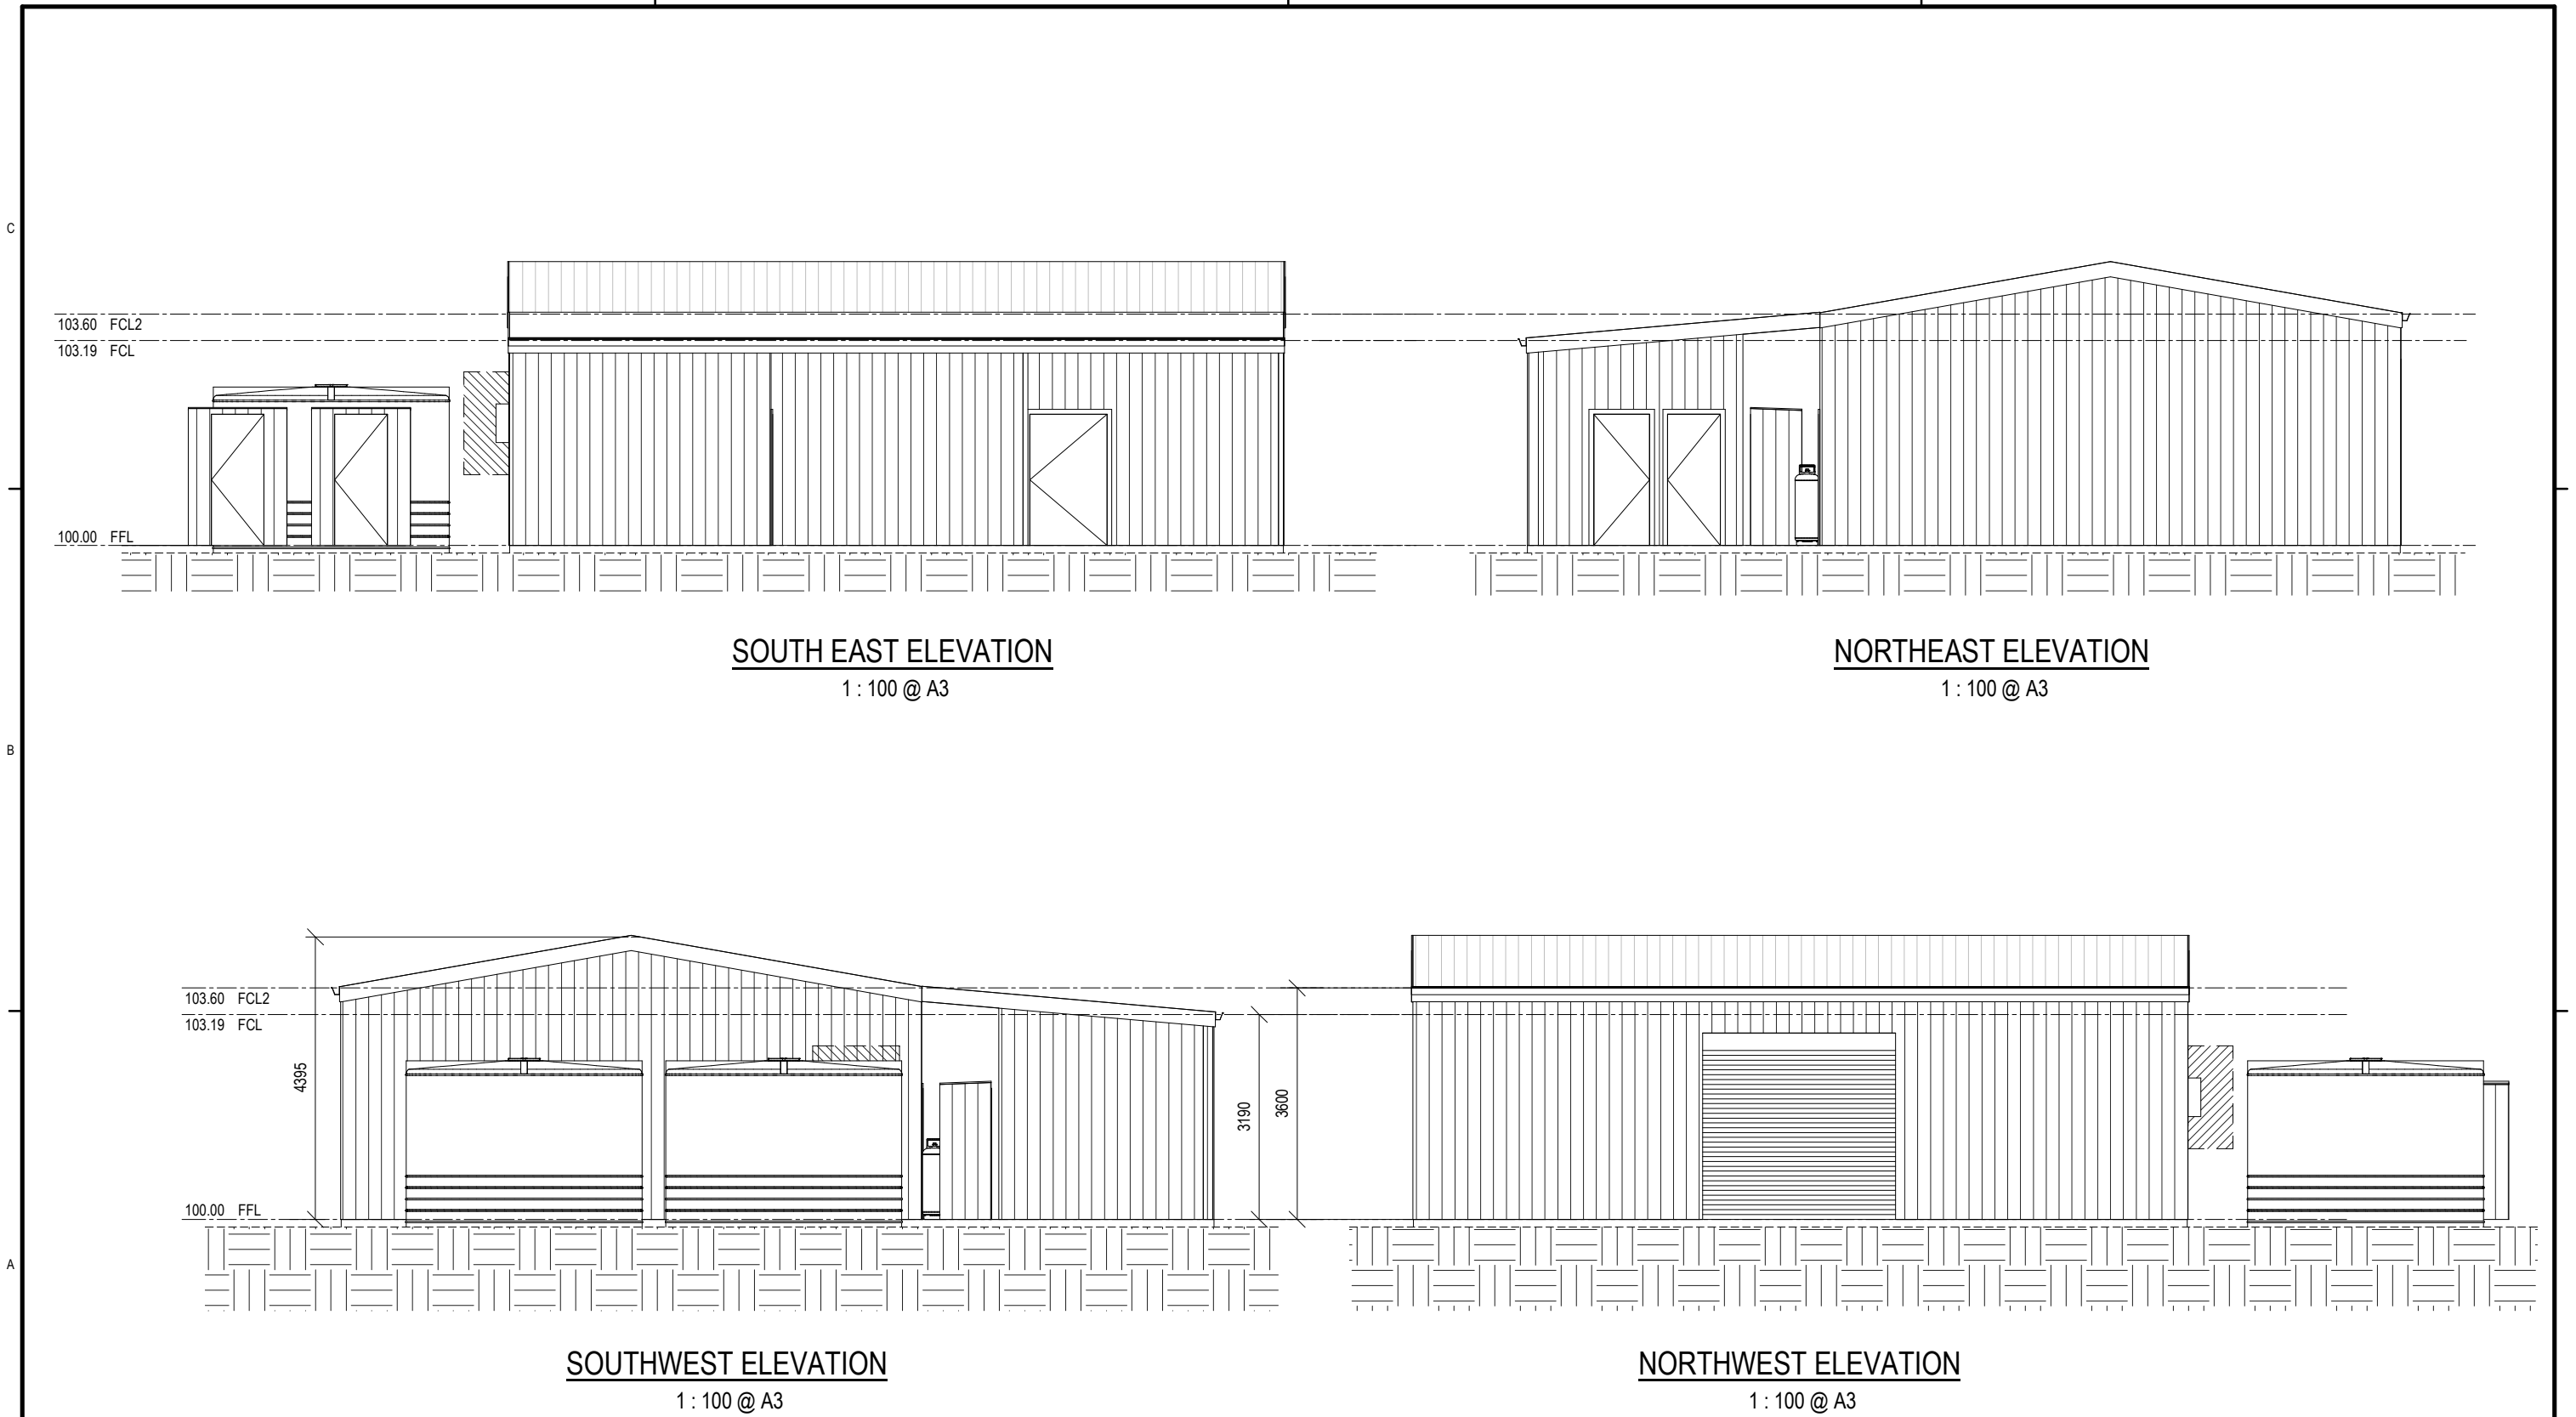 C
103.60 FCL2
103.19 FCL
100.00 FFL
SOUTH EAST ELEVATION
1 : 100 @ A3
NORTHEAST ELEVATION
1 : 100 @ A3
B
4395
103.60 FCL2
103.19 FCL
100.00 FFL
3190
3600
A
SOUTHWEST ELEVATION
1 : 100 @ A3
NORTHWEST ELEVATION
1 : 100 @ A3